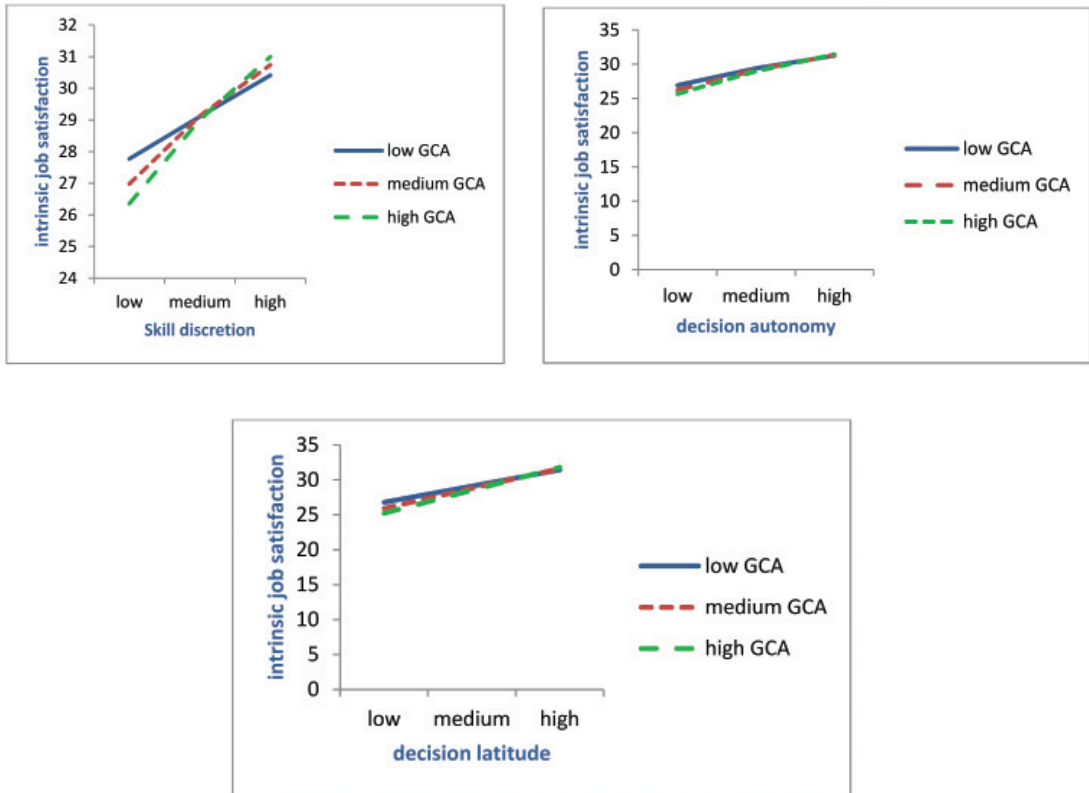 32
31
30
29
28
27
26
25
24
intrinsic job satisfaction
low medium high
Skill discretion
low GCA
medium GCA
high GCA
35
30
25
20
15
10
5
0
intrinsic job satisfaction
low medium high
decision autonomy
low GCA
medium GCA
high GCA
35
30
25
20
15
10
5
0
intrinsic job satisfaction
low medium high
decision latitude
low GCA
medium GCA
high GCA